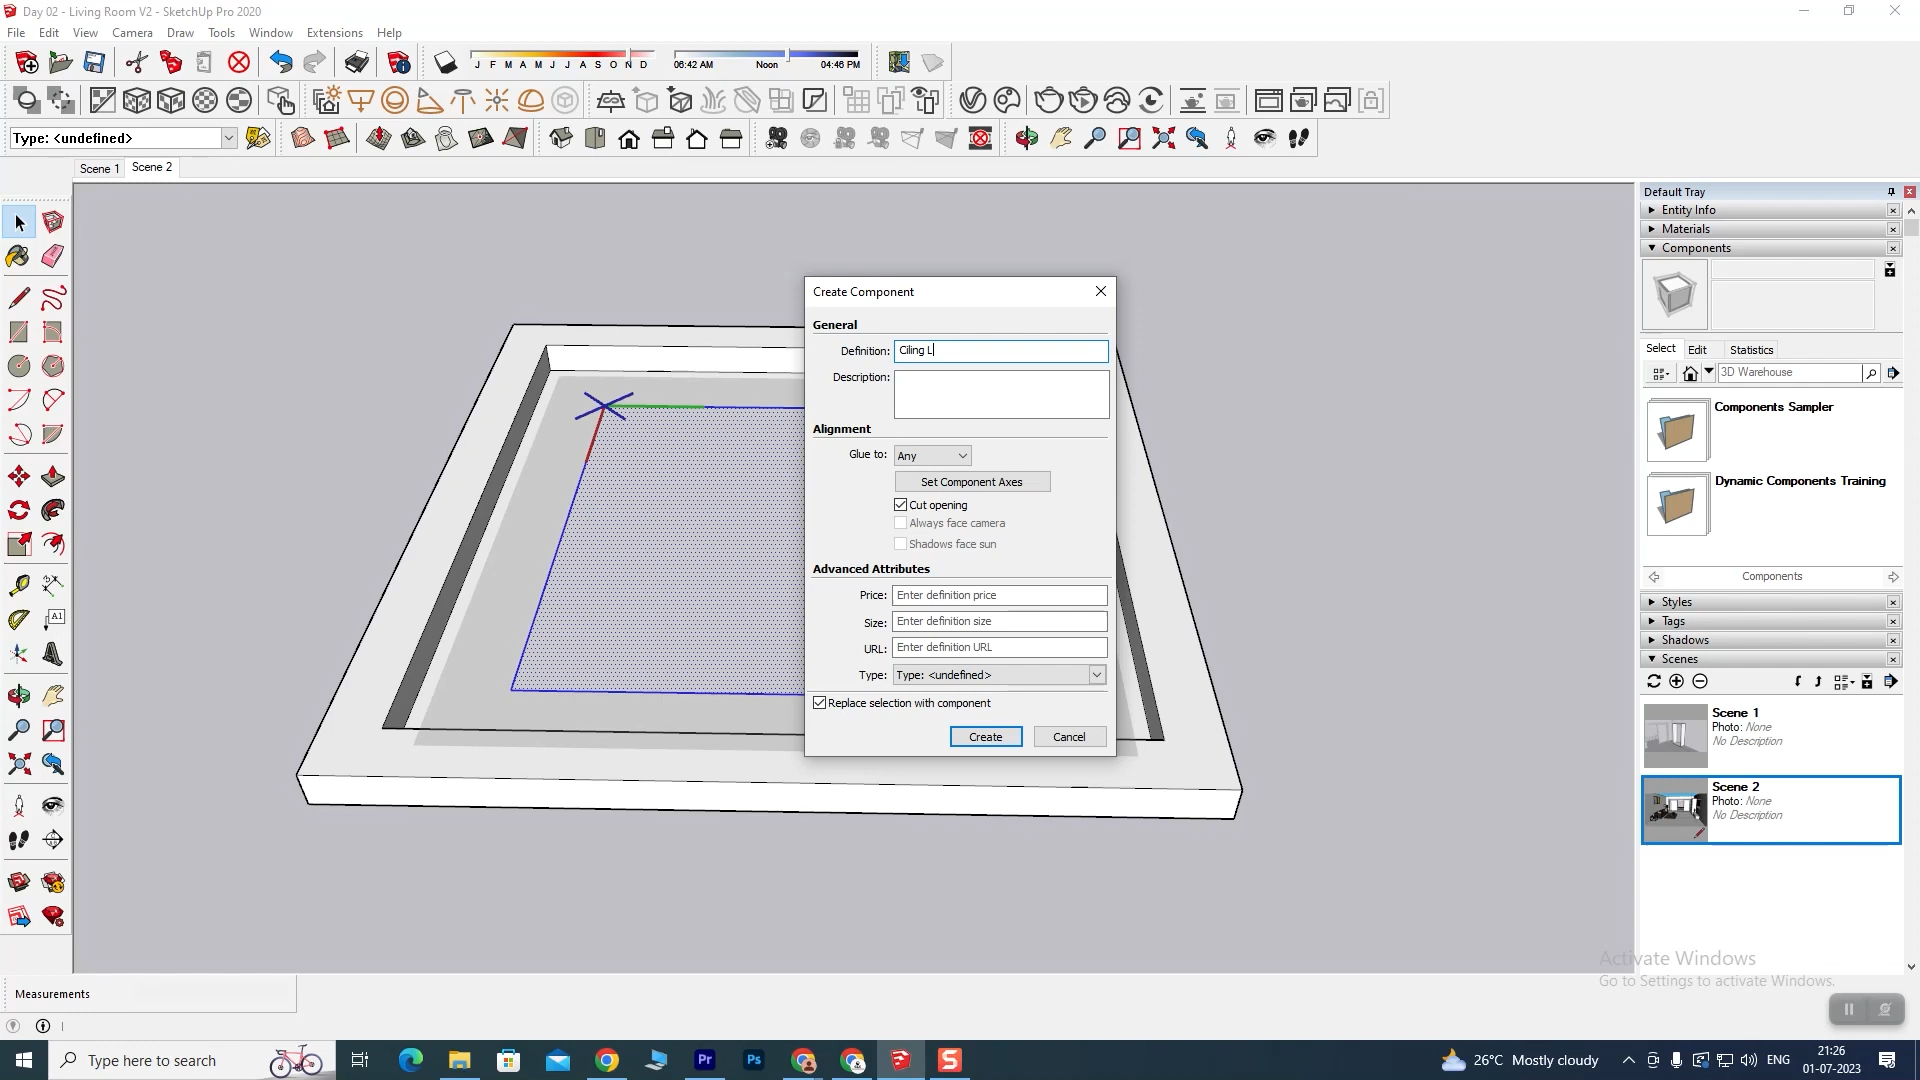 Day 02 - Living Room V2 - SketchUp Pro 2020
File Edit View Camera Draw Tools Window Extensions Help
J F M A M J J A S O N D
06:42 AM Noon 04:46 PM
Type: <undefined>
Scene 1 Scene 2
Default Tray
Entity Info
Materials
Components
Select Edit Statistics
3D Warehouse
Components Sampler
Dynamic Components Training
Components
Styles
Tags
Shadows
Scenes
Scene 1
Photo: None
No Description
Scene 2
Photo: None
No Description
Create Component
General
Definition: Ciling L
Description:
Alignment
Glue to: Any
Set Component Axes
Cut opening
Always face camera
Shadows face sun
Advanced Attributes
Price: Enter definition price
Size: Enter definition size
URL: Enter definition URL
Type: Type: <undefined>
Replace selection with component
Create Cancel
A1
Activate Windows
Go to Settings to activate Windows.
Measurements
Type here to search
Pr
Ps
S
26°C Mostly cloudy
ENG
21:26
01-07-2023